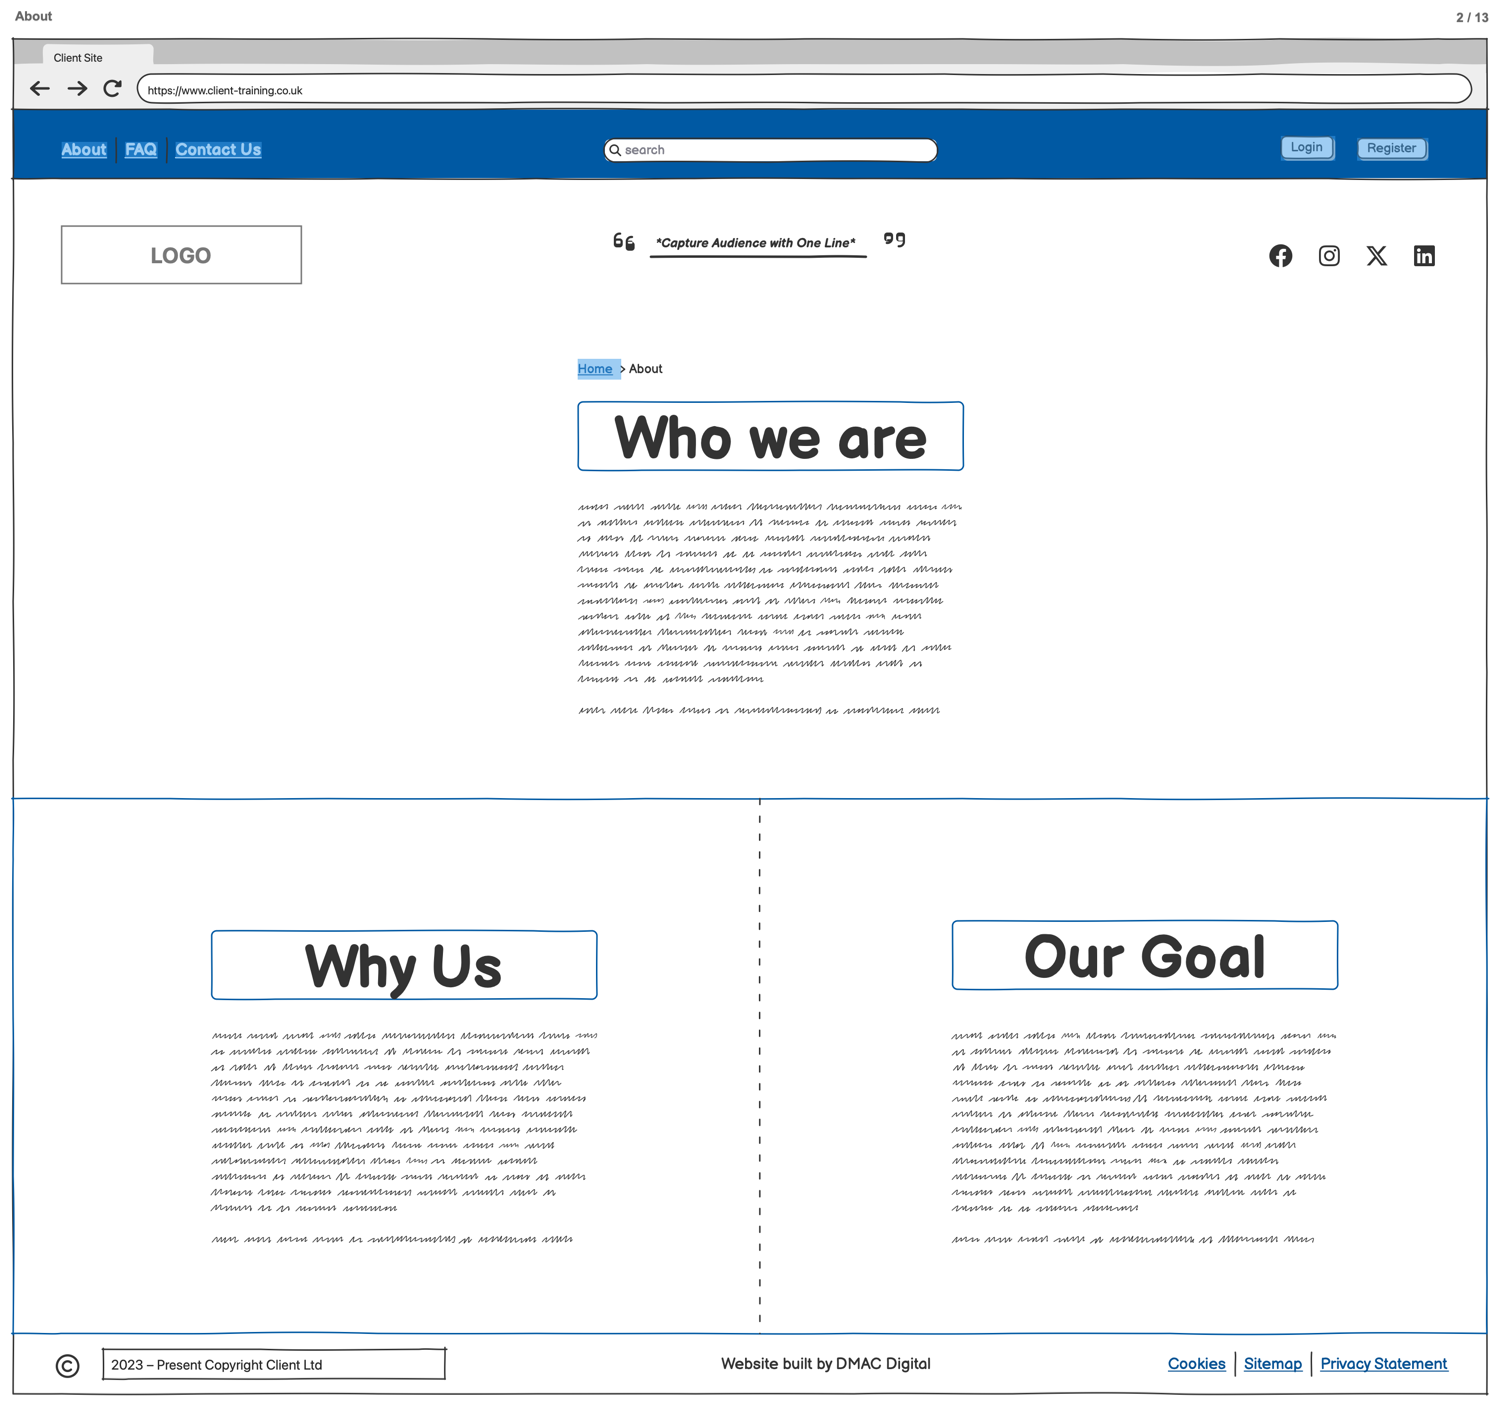 About
2 / 13
Client Site
https://www.client-training.co.uk
About FAQ Contact Us
search
Login
Register
LOGO
*Capture Audience with One Line*
Home > About
Who we are
Why Us
Our Goal
2023 – Present Copyright Client Ltd
Website built by DMAC Digital
Cookies Sitemap Privacy Statement